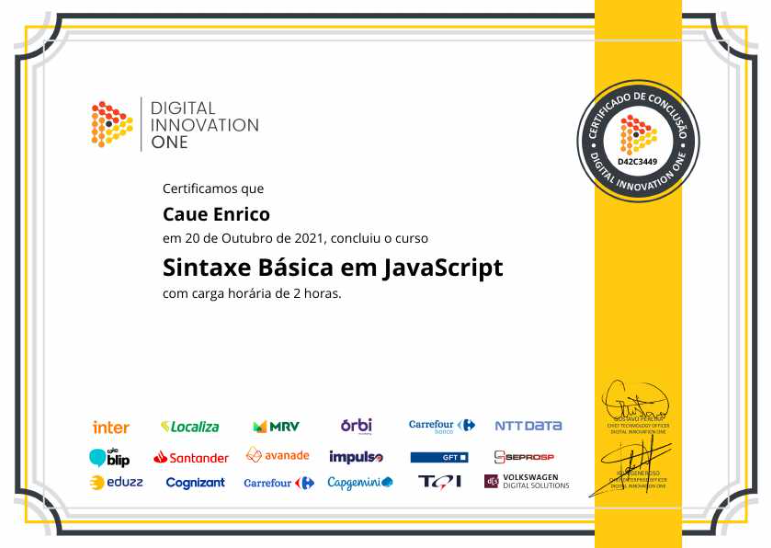 DIGITAL
INNOVATION
ONE
CERTIFICADO DE CONCLUSÃO
D42C3449
DIGITAL INNOVATION ONE
Certificamos que
Caue Enrico
em 20 de Outubro de 2021, concluiu o curso
Sintaxe Básica em JavaScript
com carga horária de 2 horas.
inter
Localiza
MRV
órbi
Carrefour
banco
NTT DATA
blip
Santander
avanade
impulso
GFT
SEPROSP
eduzz
Cognizant
Carrefour
Capgemini
TQI
VOLKSWAGEN
DIGITAL SOLUTIONS
CHIEF TECHNOLOGY OFFICER
DIGITAL INNOVATION ONE
DIGITAL INNOVATION ONE